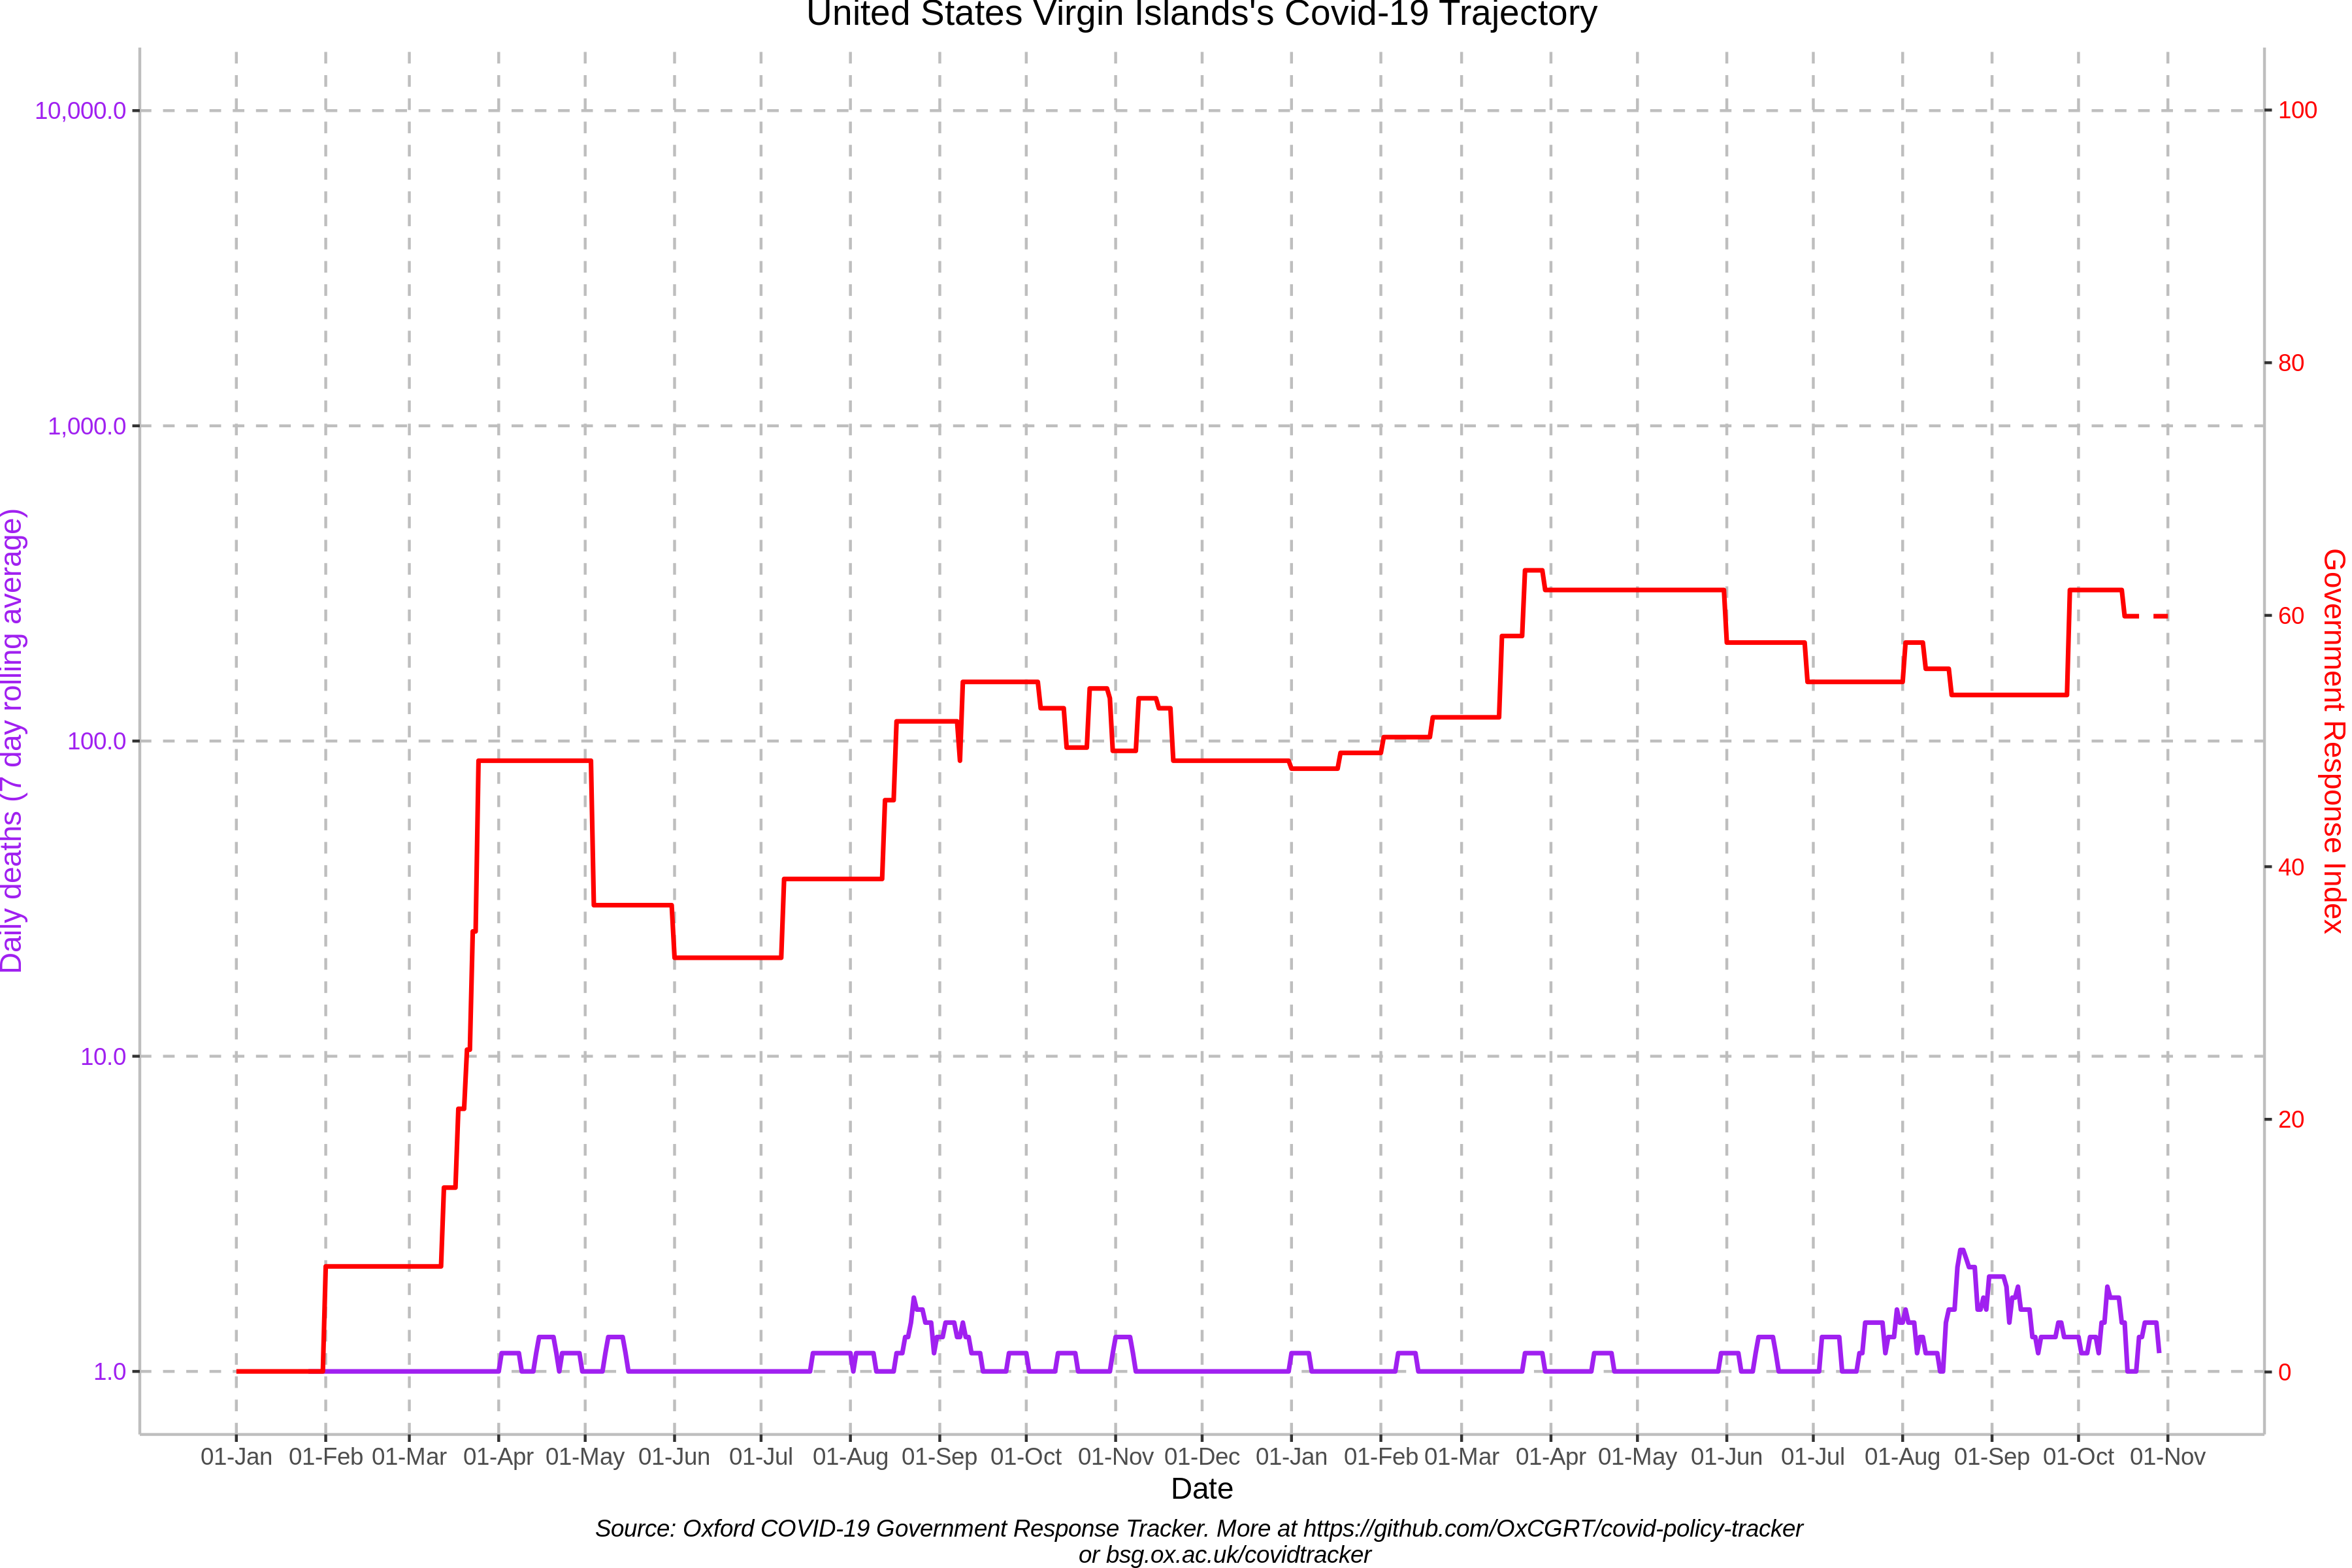 United States Virgin Islands's Covid-19 Trajectory
10,000.0
1,000.0
100.0
10.0
1.0
Daily deaths (7 day rolling average)
100
80
60
40
20
0
Government Response Index
01-Jan 01-Feb 01-Mar 01-Apr 01-May 01-Jun 01-Jul 01-Aug 01-Sep 01-Oct 01-Nov 01-Dec 01-Jan 01-Feb 01-Mar 01-Apr 01-May 01-Jun 01-Jul 01-Aug 01-Sep 01-Oct 01-Nov
Date
Source: Oxford COVID-19 Government Response Tracker. More at https://github.com/OxCGRT/covid-policy-tracker
or bsg.ox.ac.uk/covidtracker